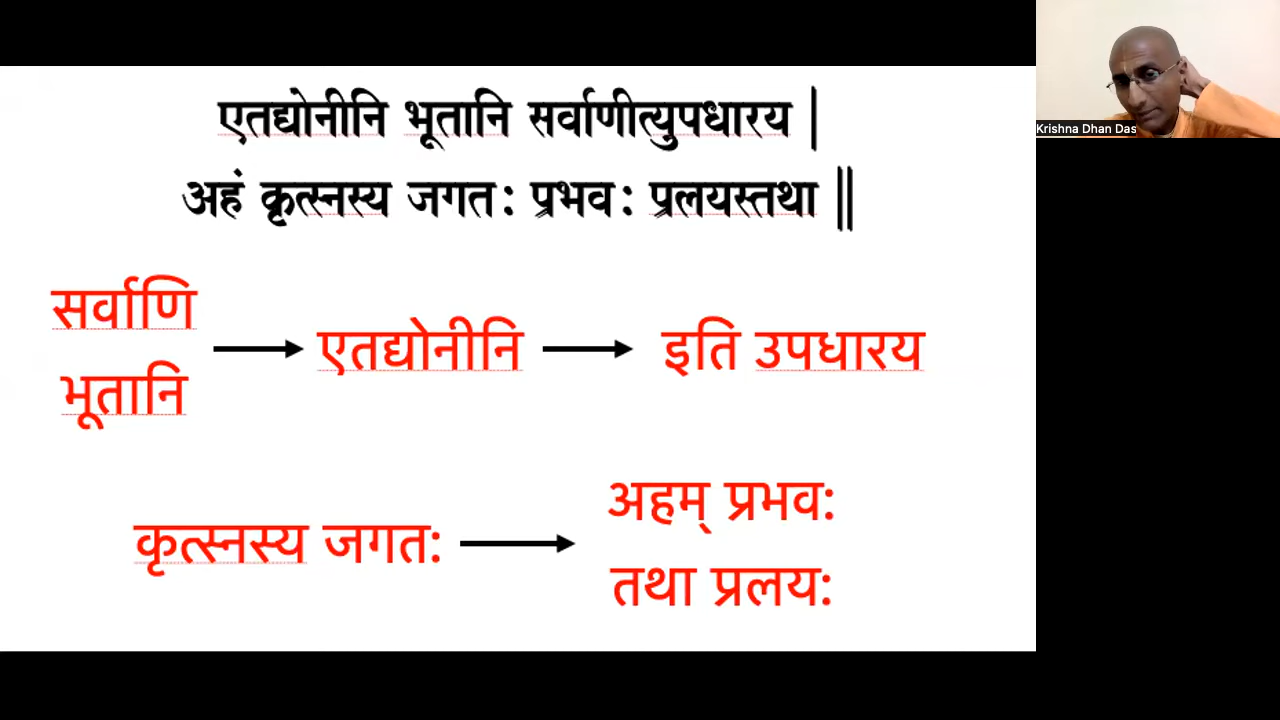 एतद्योनीनि भूतानि सर्वाणीत्युपधारय |
अहं कृत्स्नस्य जगत: प्रभव: प्रलयस्तथा ||
सर्वाणि
भूतानि
एतद्योनीनि
इति उपधारय
कृत्स्नस्य जगत:
अहम् प्रभव:
तथा प्रलय:
Krishna Dhan Das